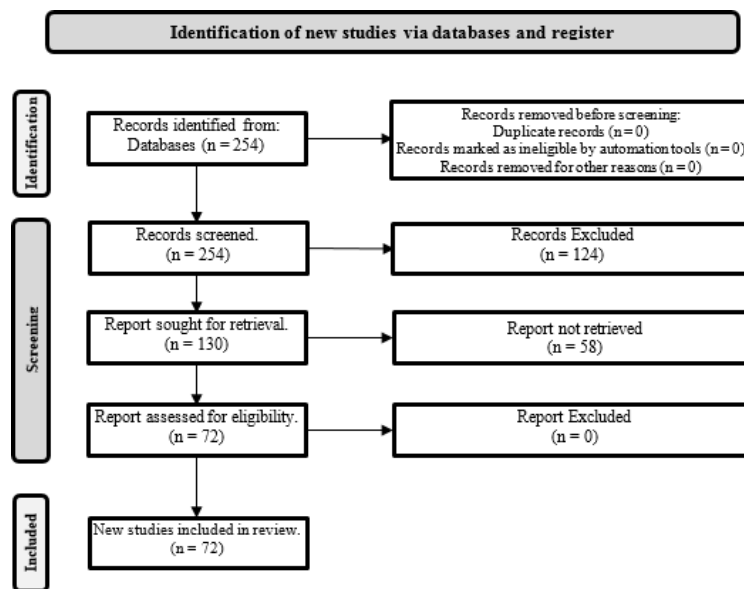 Identification of new studies via databases and register
Identification
Records identified from:
Databases (n = 254)
Records removed before screening:
Duplicate records (n = 0)
Records marked as ineligible by automation tools (n = 0)
Records removed for other reasons (n = 0)
Screening
Records screened.
(n = 254)
Records Excluded
(n = 124)
Report sought for retrieval.
(n = 130)
Report not retrieved
(n = 58)
Report assessed for eligibility.
(n = 72)
Report Excluded
(n = 0)
Included
New studies included in review.
(n = 72)